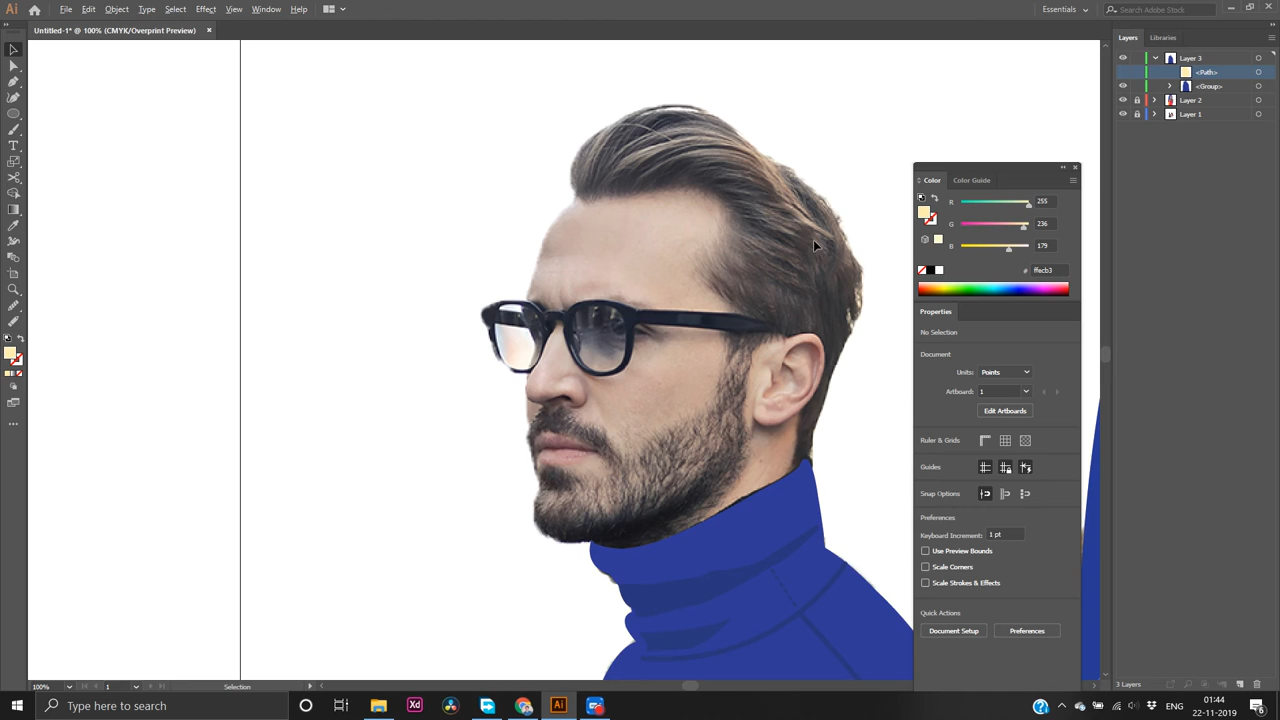 Ai File Edit Object Type Select Effect View Window Help Essentials Search Adobe Stock
Untitled-1* @ 100% (CMYK/Overprint Preview) ×
Layers Libraries
Layer 3
<Path>
<Group>
Layer 2
Layer 1
Color Color Guide
R 255
G 236
B 179
# ffecb3
Properties
No Selection
Document
Units: Points
Artboard: 1
Edit Artboards
Ruler & Grids
Guides
Snap Options
Preferences
Keyboard Increment: 1 pt
Use Preview Bounds
Scale Corners
Scale Strokes & Effects
Quick Actions
Document Setup Preferences
100% 1 Selection 3 Layers
Type here to search Xd Ai 01:44
22-11-2019